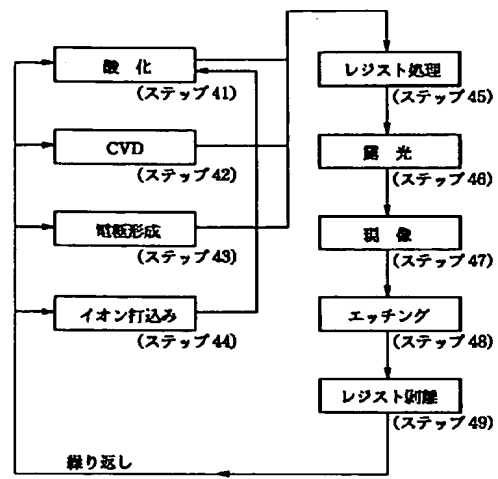 酸 化
(ステップ41)
CVD
(ステップ42)
電極形成
(ステップ43)
イオン打込み
(ステップ44)
レジスト処理
(ステップ45)
露 光
(ステップ46)
現 像
(ステップ47)
エッチング
(ステップ48)
レジスト剥離
(ステップ49)
繰り返し